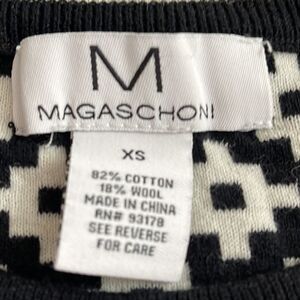 M
MAGASCHONI
XS
82% COTTON
18% WOOL
MADE IN CHINA
RN# 93178
SEE REVERSE
FOR CARE